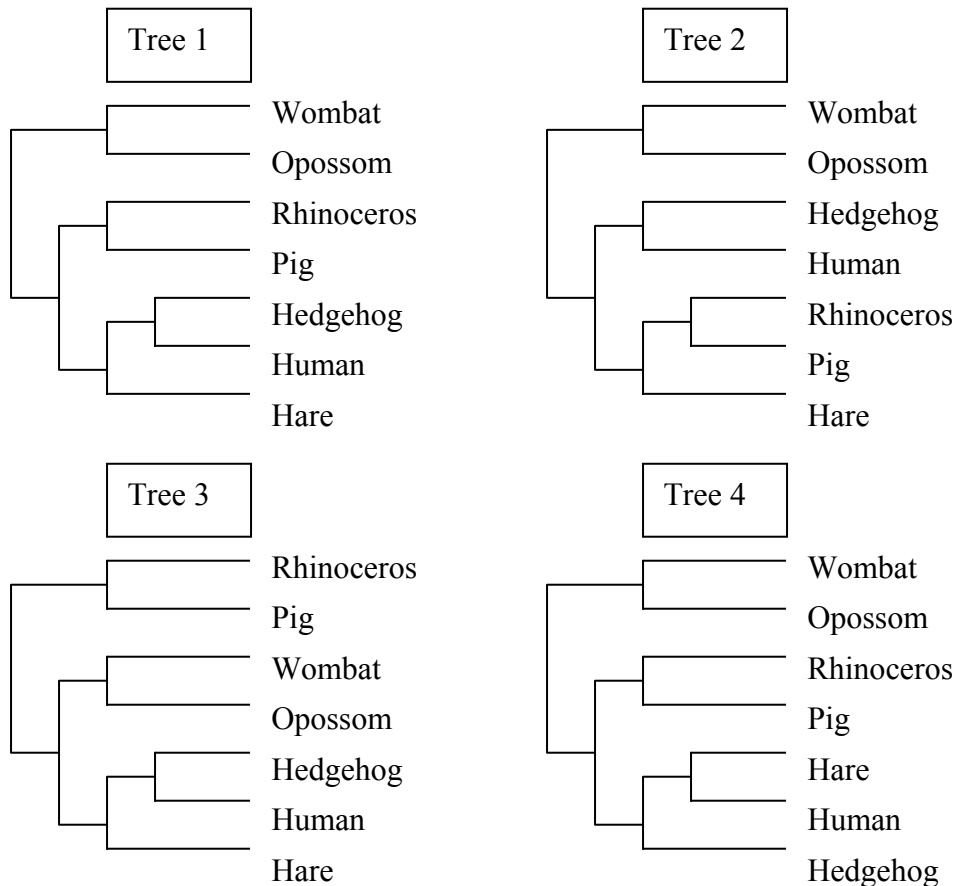 Tree 1
Wombat
Opossom
Rhinoceros
Pig
Hedgehog
Human
Hare
Tree 2
Wombat
Opossom
Hedgehog
Human
Rhinoceros
Pig
Hare
Tree 3
Rhinoceros
Pig
Wombat
Opossom
Hedgehog
Human
Hare
Tree 4
Wombat
Opossom
Rhinoceros
Pig
Hare
Human
Hedgehog